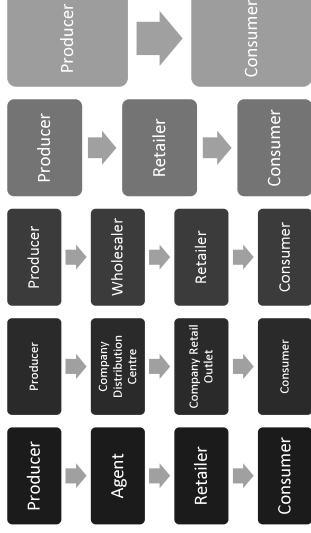 Producer
Consumer
Producer
Retailer
Consumer
Producer
Wholesaler
Retailer
Consumer
Producer
Company
Distribution
Centre
Company Retail
Outlet
Consumer
Producer
Agent
Retailer
Consumer